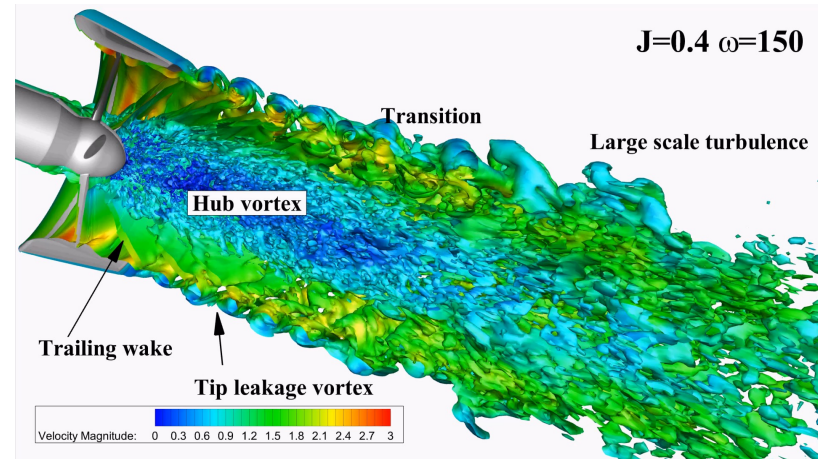 J=0.4 ω=150
Transition
Large scale turbulence
Hub vortex
Trailing wake
Tip leakage vortex
Velocity Magnitude: 0 0.3 0.6 0.9 1.2 1.5 1.8 2.1 2.4 2.7 3